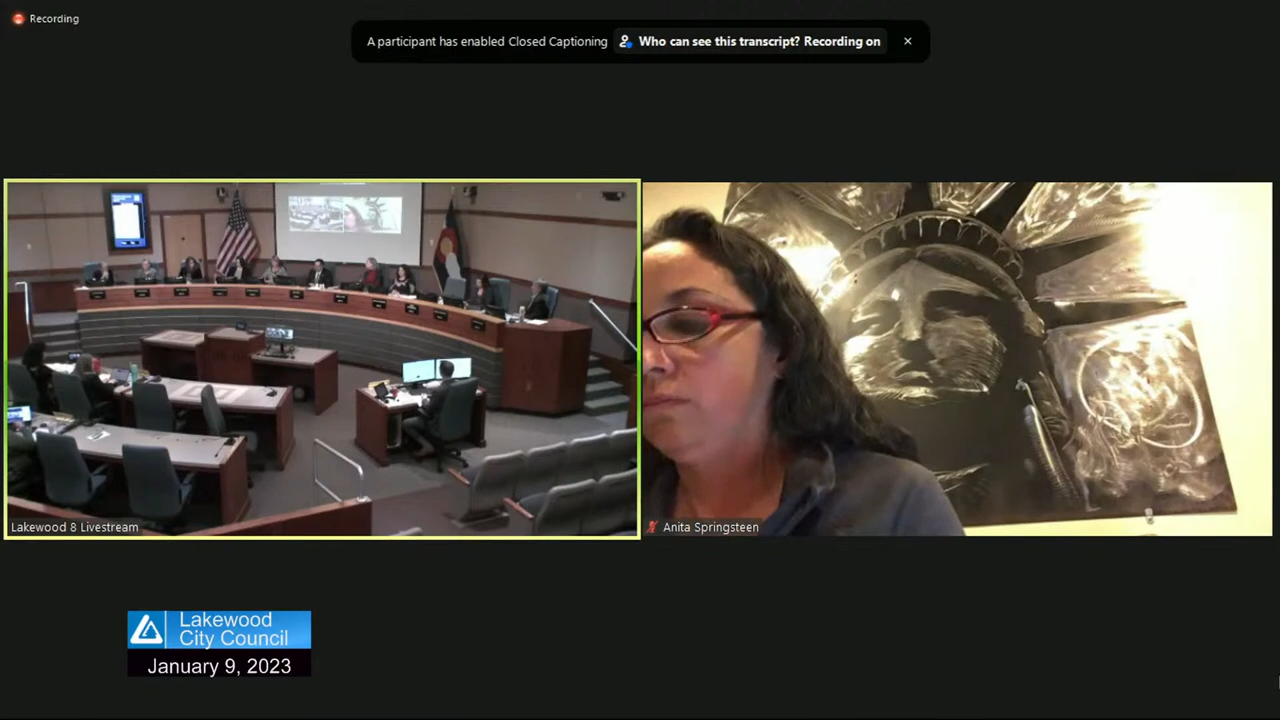 Recording
A participant has enabled Closed Captioning Who can see this transcript? Recording on
Lakewood 8 Livestream
Anita Springsteen
Lakewood
City Council
January 9, 2023